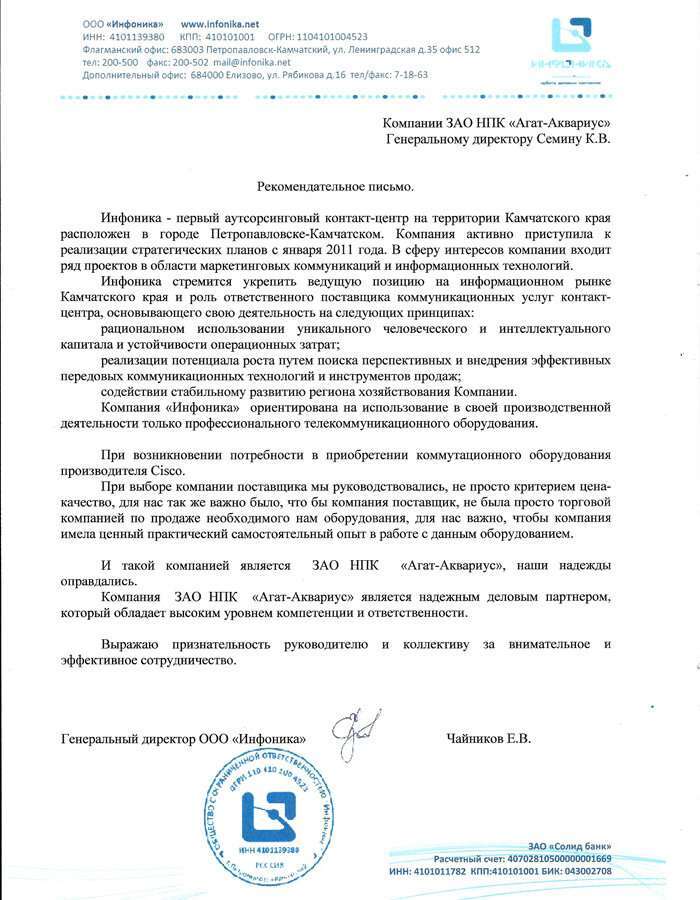 ООО «Инфоника» www.infonika.net
ИНН: 4101139380 КПП: 410101001 ОГРН: 1104101004523
Флагманский офис: 683003 Петропавловск-Камчатский, ул. Ленинградская д.35 офис 512
тел: 200-500 факс: 200-502 mail@infonika.net
Дополнительный офис: 684000 Елизово, ул. Рябикова д.16 тел/факс: 7-18-63
ИНФОНИКА
Компании ЗАО НПК «Агат-Аквариус»
Генеральному директору Семину К.В.
Рекомендательное письмо.
Инфоника - первый аутсорсинговый контакт-центр на территории Камчатского края
расположен в городе Петропавловске-Камчатском. Компания активно приступила к
реализации стратегических планов с января 2011 года. В сферу интересов компании входит
ряд проектов в области маркетинговых коммуникаций и информационных технологий.
Инфоника стремится укрепить ведущую позицию на информационном рынке
Камчатского края и роль ответственного поставщика коммуникационных услуг контакт-
центра, основывающего свою деятельность на следующих принципах:
рациональном использовании уникального человеческого и интеллектуального
капитала и устойчивости операционных затрат;
реализации потенциала роста путем поиска перспективных и внедрения эффективных
передовых коммуникационных технологий и инструментов продаж;
содействии стабильному развитию региона хозяйствования Компании.
Компания «Инфоника» ориентирована на использование в своей производственной
деятельности только профессионального телекоммуникационного оборудования.
При возникновении потребности в приобретении коммутационного оборудования
производителя Cisco.
При выборе компании поставщика мы руководствовались, не просто критерием цена-
качество, для нас так же важно было, что бы компания поставщик, не была просто торговой
компанией по продаже необходимого нам оборудования, для нас важно, чтобы компания
имела ценный практический самостоятельный опыт в работе с данным оборудованием.
И такой компанией является ЗАО НПК «Агат-Аквариус», наши надежды
оправдались.
Компания ЗАО НПК «Агат-Аквариус» является надежным деловым партнером,
который обладает высоким уровнем компетенции и ответственности.
Выражаю признательность руководителю и коллективу за внимательное и
эффективное сотрудничество.
Генеральный директор ООО «Инфоника» Чайников Е.В.
ОБЩЕСТВО С ОГРАНИЧЕННОЙ ОТВЕТСТВЕННОСТЬЮ Инфоника
ОГРН 110 410 100 4523
ИНН 4101139380
РОССИЯ
ЗАО «Солид банк»
Расчетный счет: 40702810500000001669
ИНН: 4101011782 КПП:410101001 БИК: 043002708